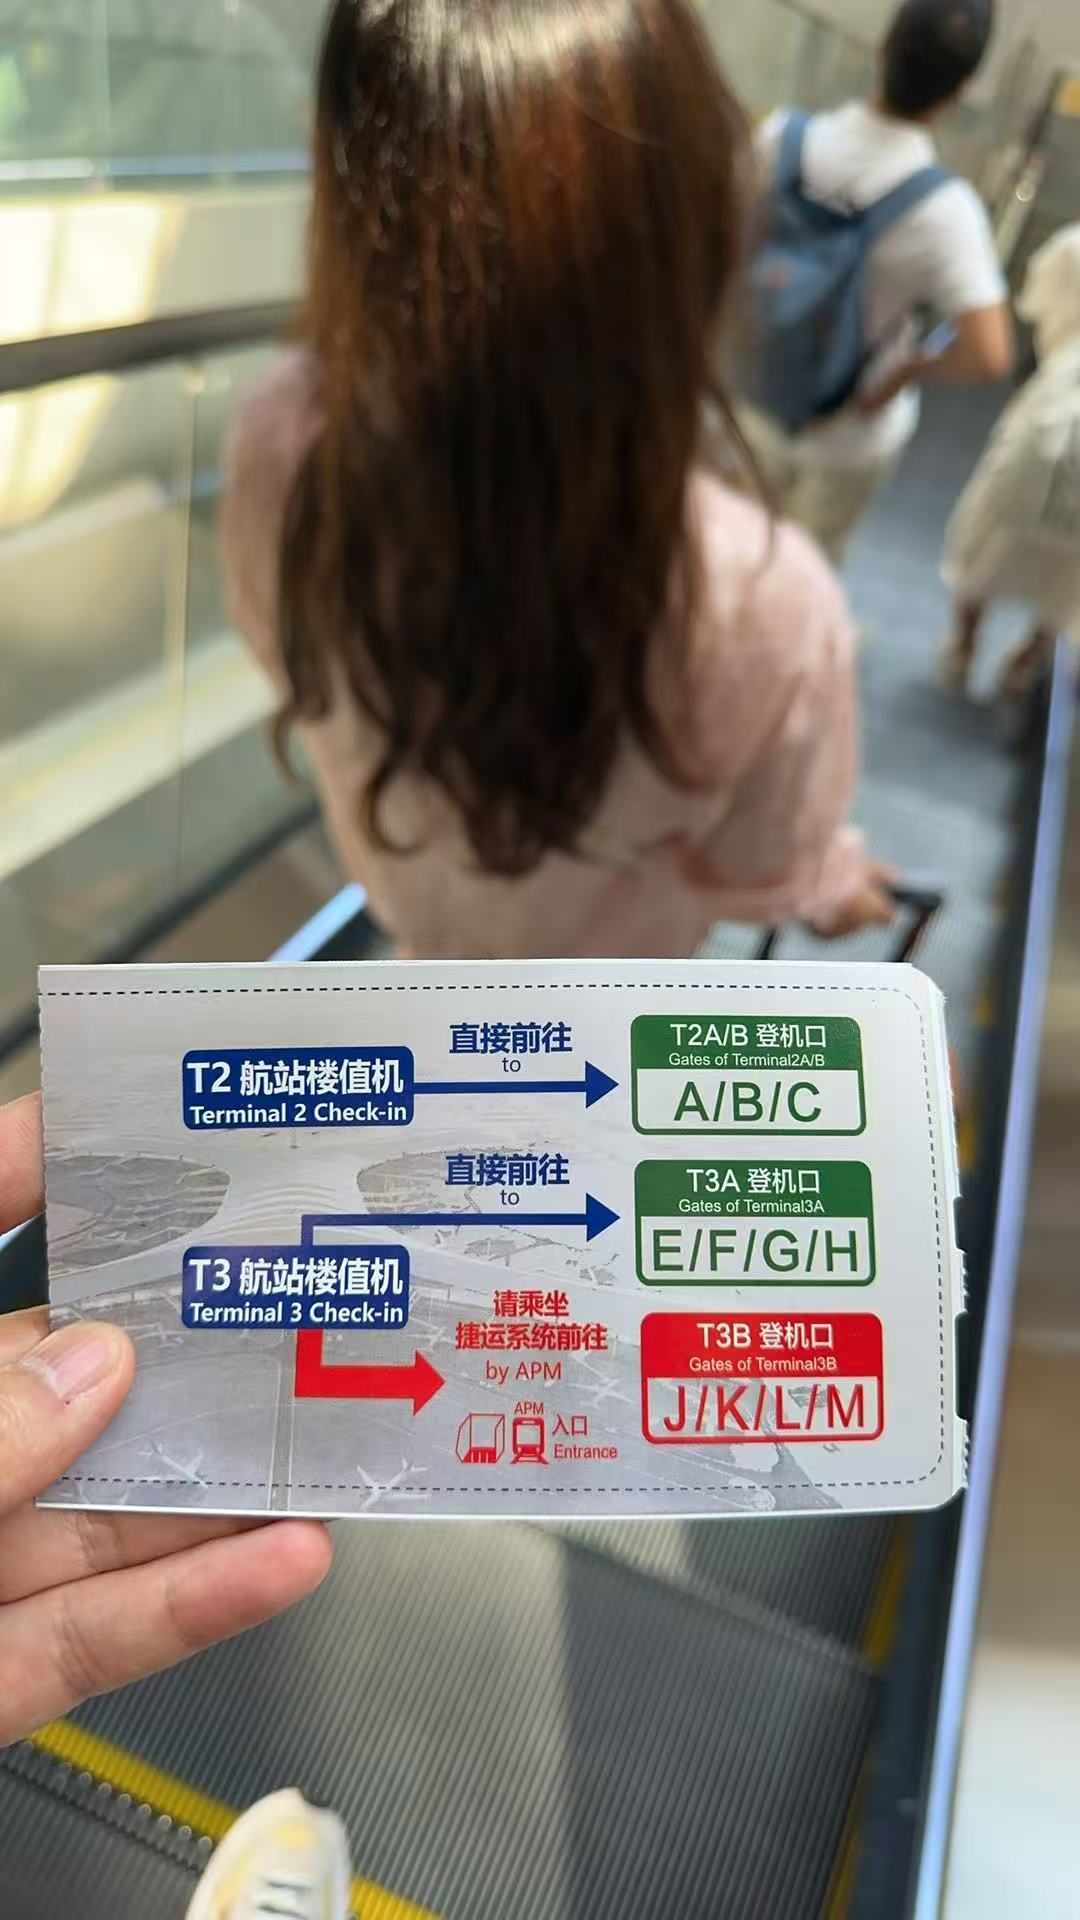 直接前往
to
T2 航站楼值机
Terminal 2 Check-in
T2A/B 登机口
Gates of Terminal2A/B
A/B/C
直接前往
to
T3A 登机口
Gates of Terminal3A
E/F/G/H
T3 航站楼值机
Terminal 3 Check-in
请乘坐
捷运系统前往
by APM
APM
入口
Entrance
T3B 登机口
Gates of Terminal3B
J/K/L/M